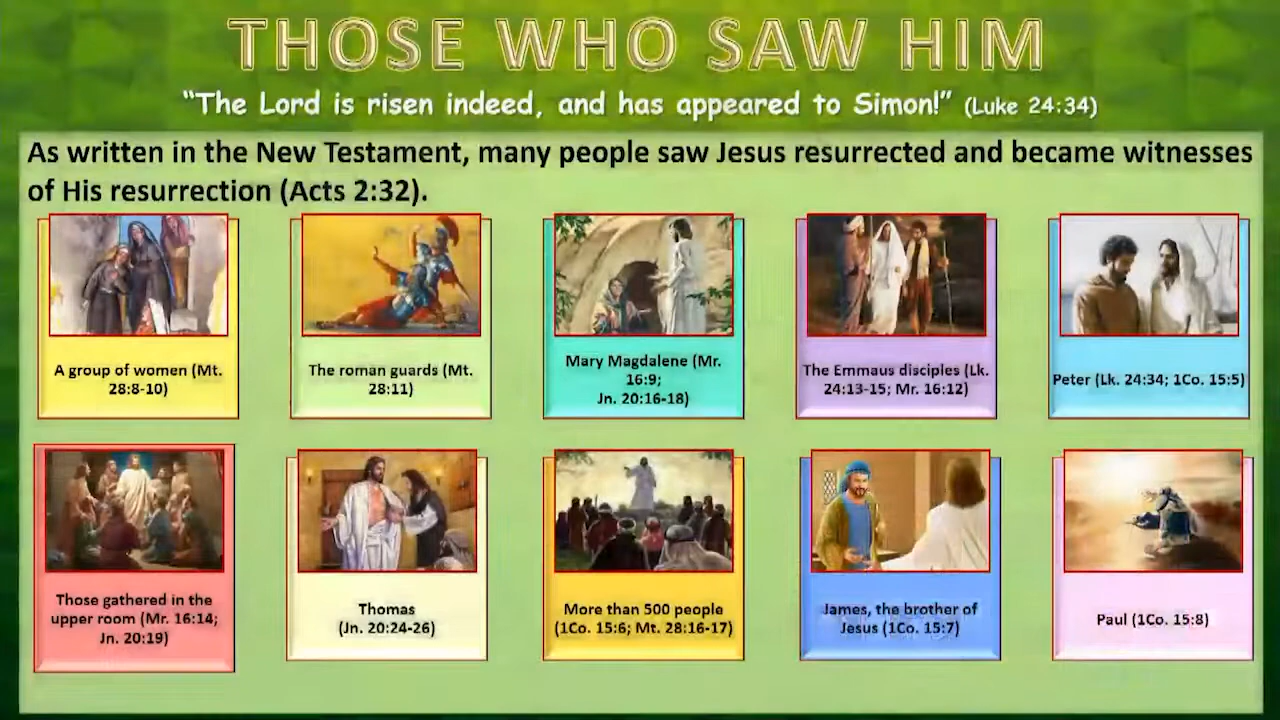 THOSE WHO SAW HIM
“The Lord is risen indeed, and has appeared to Simon!” (Luke 24:34)
As written in the New Testament, many people saw Jesus resurrected and became witnesses
of His resurrection (Acts 2:32).
A group of women (Mt.
28:8-10)
The roman guards (Mt.
28:11)
Mary Magdalene (Mr.
16:9;
Jn. 20:16-18)
The Emmaus disciples (Lk.
24:13-15; Mr. 16:12)
Peter (Lk. 24:34; 1Co. 15:5)
Those gathered in the
upper room (Mr. 16:14;
Jn. 20:19)
Thomas
(Jn. 20:24-26)
More than 500 people
(1Co. 15:6; Mt. 28:16-17)
James, the brother of
Jesus (1Co. 15:7)
Paul (1Co. 15:8)